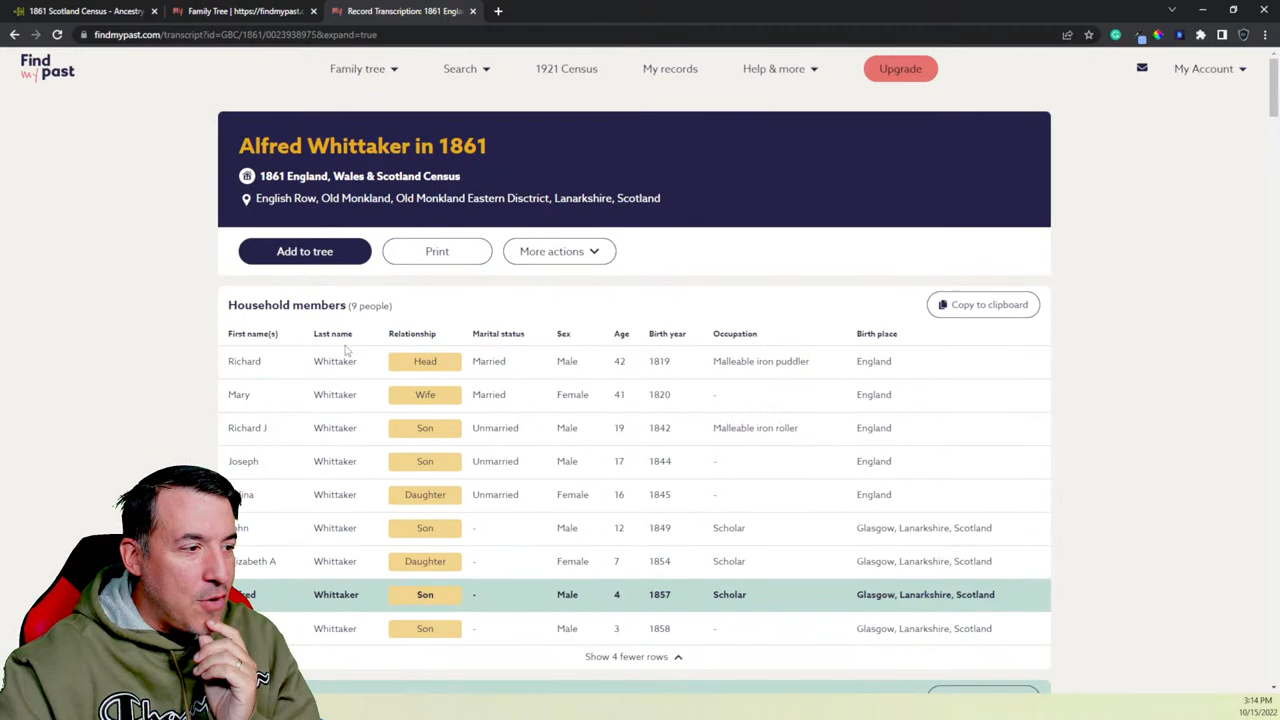 1861 Scotland Census - Ancestry
Family Tree | https://findmypast.
Record Transcription: 1861 Engla
findmypast.com/transcript?id=GBC/1861/0023938975&expand=true
Find my past
Family tree
Search
1921 Census
My records
Help & more
Upgrade
My Account
Alfred Whittaker in 1861
1861 England, Wales & Scotland Census
English Row, Old Monkland, Old Monkland Eastern Disctrict, Lanarkshire, Scotland
Add to tree
Print
More actions
Household members (9 people)
Copy to clipboard
First name(s) Last name Relationship Marital status Sex Age Birth year Occupation Birth place
Richard Whittaker Head Married Male 42 1819 Malleable iron puddler England
Mary Whittaker Wife Married Female 41 1820 - England
Richard J Whittaker Son Unmarried Male 19 1842 Malleable iron roller England
Joseph Whittaker Son Unmarried Male 17 1844 - England
ina Whittaker Daughter Unmarried Female 16 1845 - England
ohn Whittaker Son - Male 12 1849 Scholar Glasgow, Lanarkshire, Scotland
izabeth A Whittaker Daughter - Female 7 1854 Scholar Glasgow, Lanarkshire, Scotland
red Whittaker Son - Male 4 1857 Scholar Glasgow, Lanarkshire, Scotland
Whittaker Son - Male 3 1858 - Glasgow, Lanarkshire, Scotland
Show 4 fewer rows
3:14 PM
10/15/2022